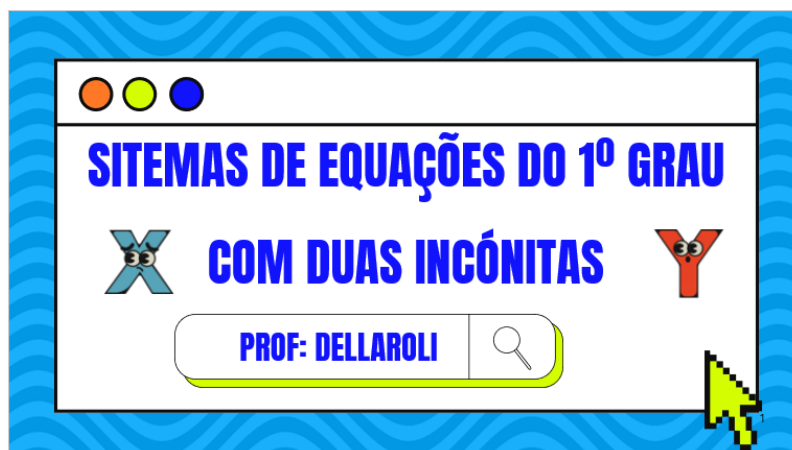 SITEMAS DE EQUAÇÕES DO 1º GRAU
X COM DUAS INCÓNITAS Y
PROF: DELLAROLI
1